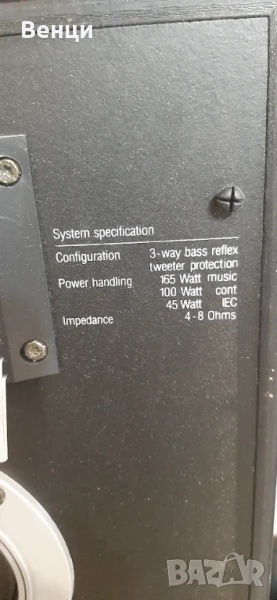 Венци
System specification
Configuration 3-way bass reflex
tweeter protection
Power handling 165 Watt music
100 Watt cont
45 Watt IEC
Impedance 4-8 Ohms
BAZAR